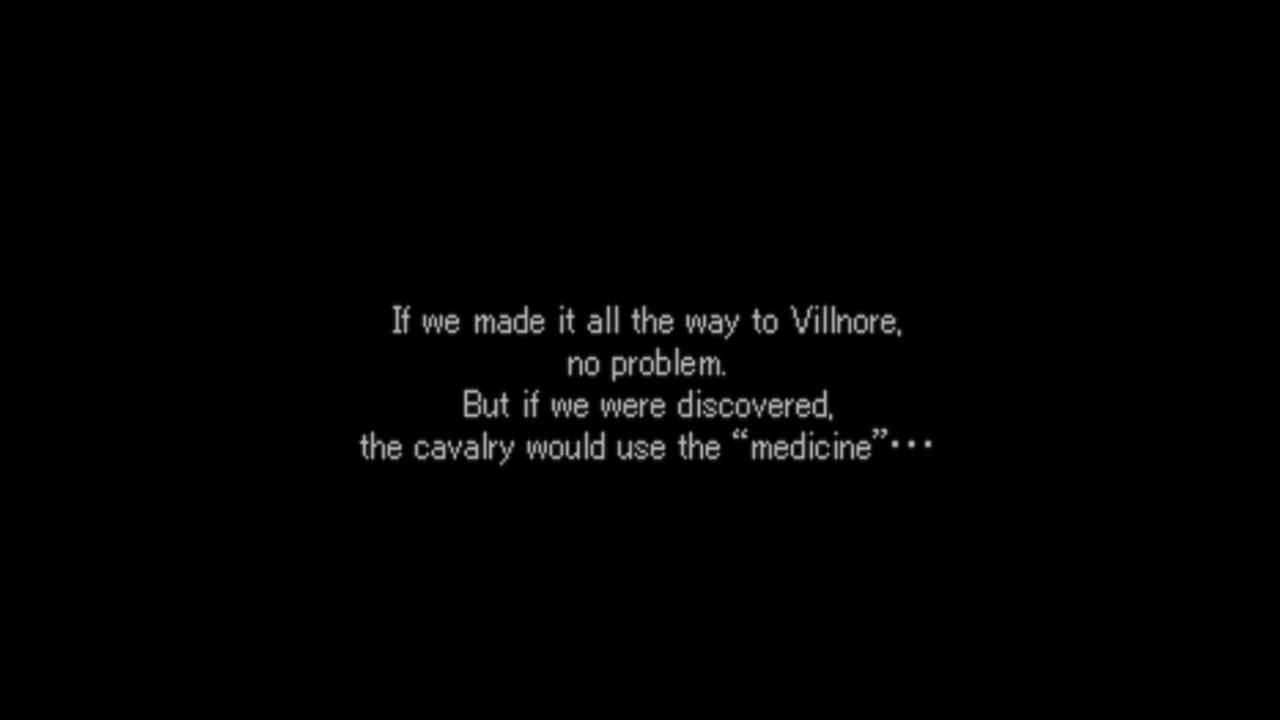 If we made it all the way to Villnore,
no problem.
But if we were discovered,
the cavalry would use the “medicine”···